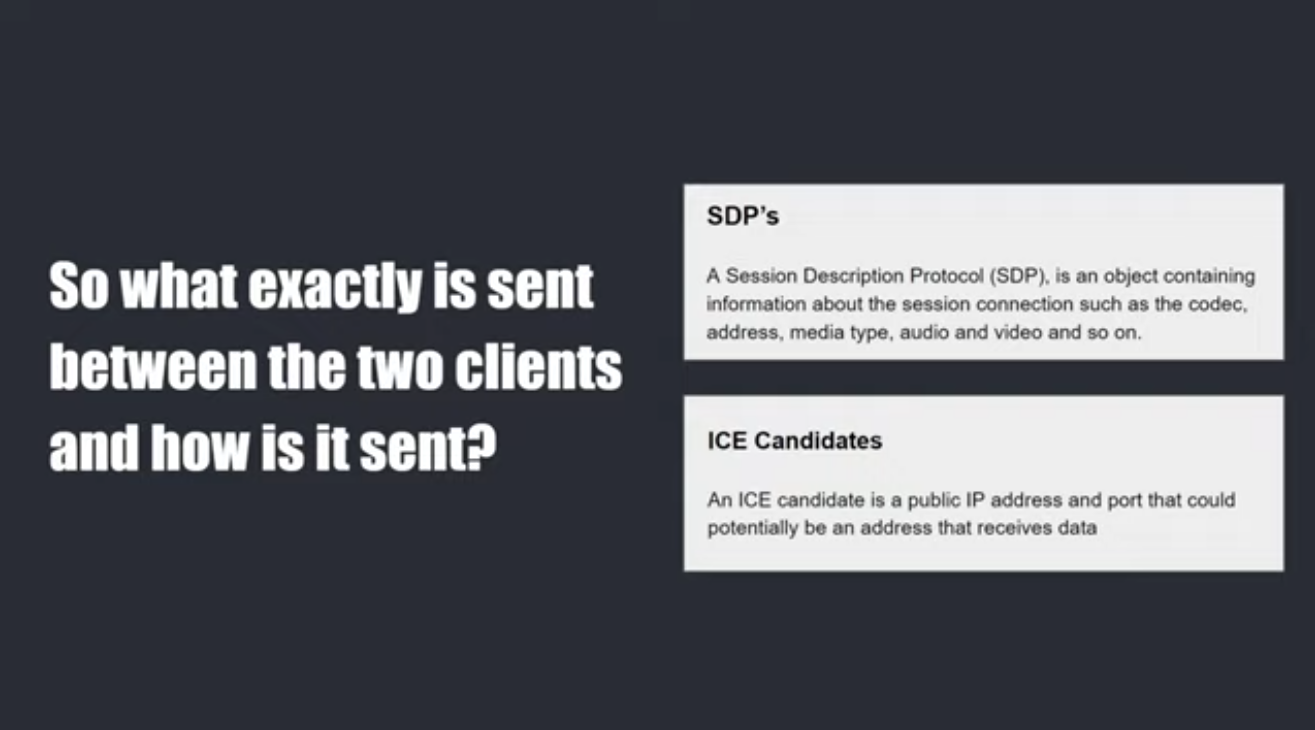 So what exactly is sent
between the two clients
and how is it sent?
SDP's
A Session Description Protocol (SDP), is an object containing
information about the session connection such as the codec,
address, media type, audio and video and so on.
ICE Candidates
An ICE candidate is a public IP address and port that could
potentially be an address that receives data